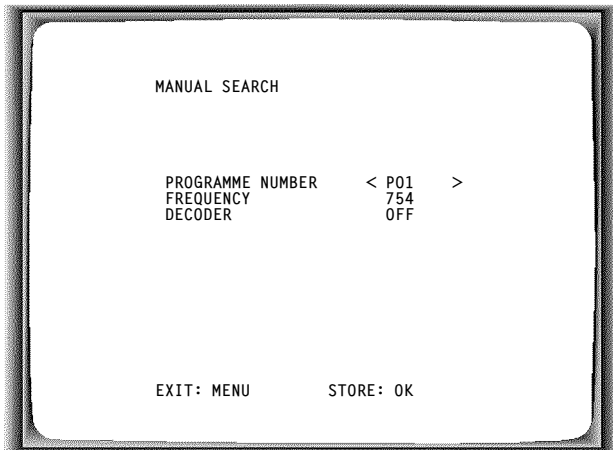 MANUAL SEARCH
PROGRAMME NUMBER < P01 >
FREQUENCY 754
DECODER OFF
EXIT: MENU STORE: OK